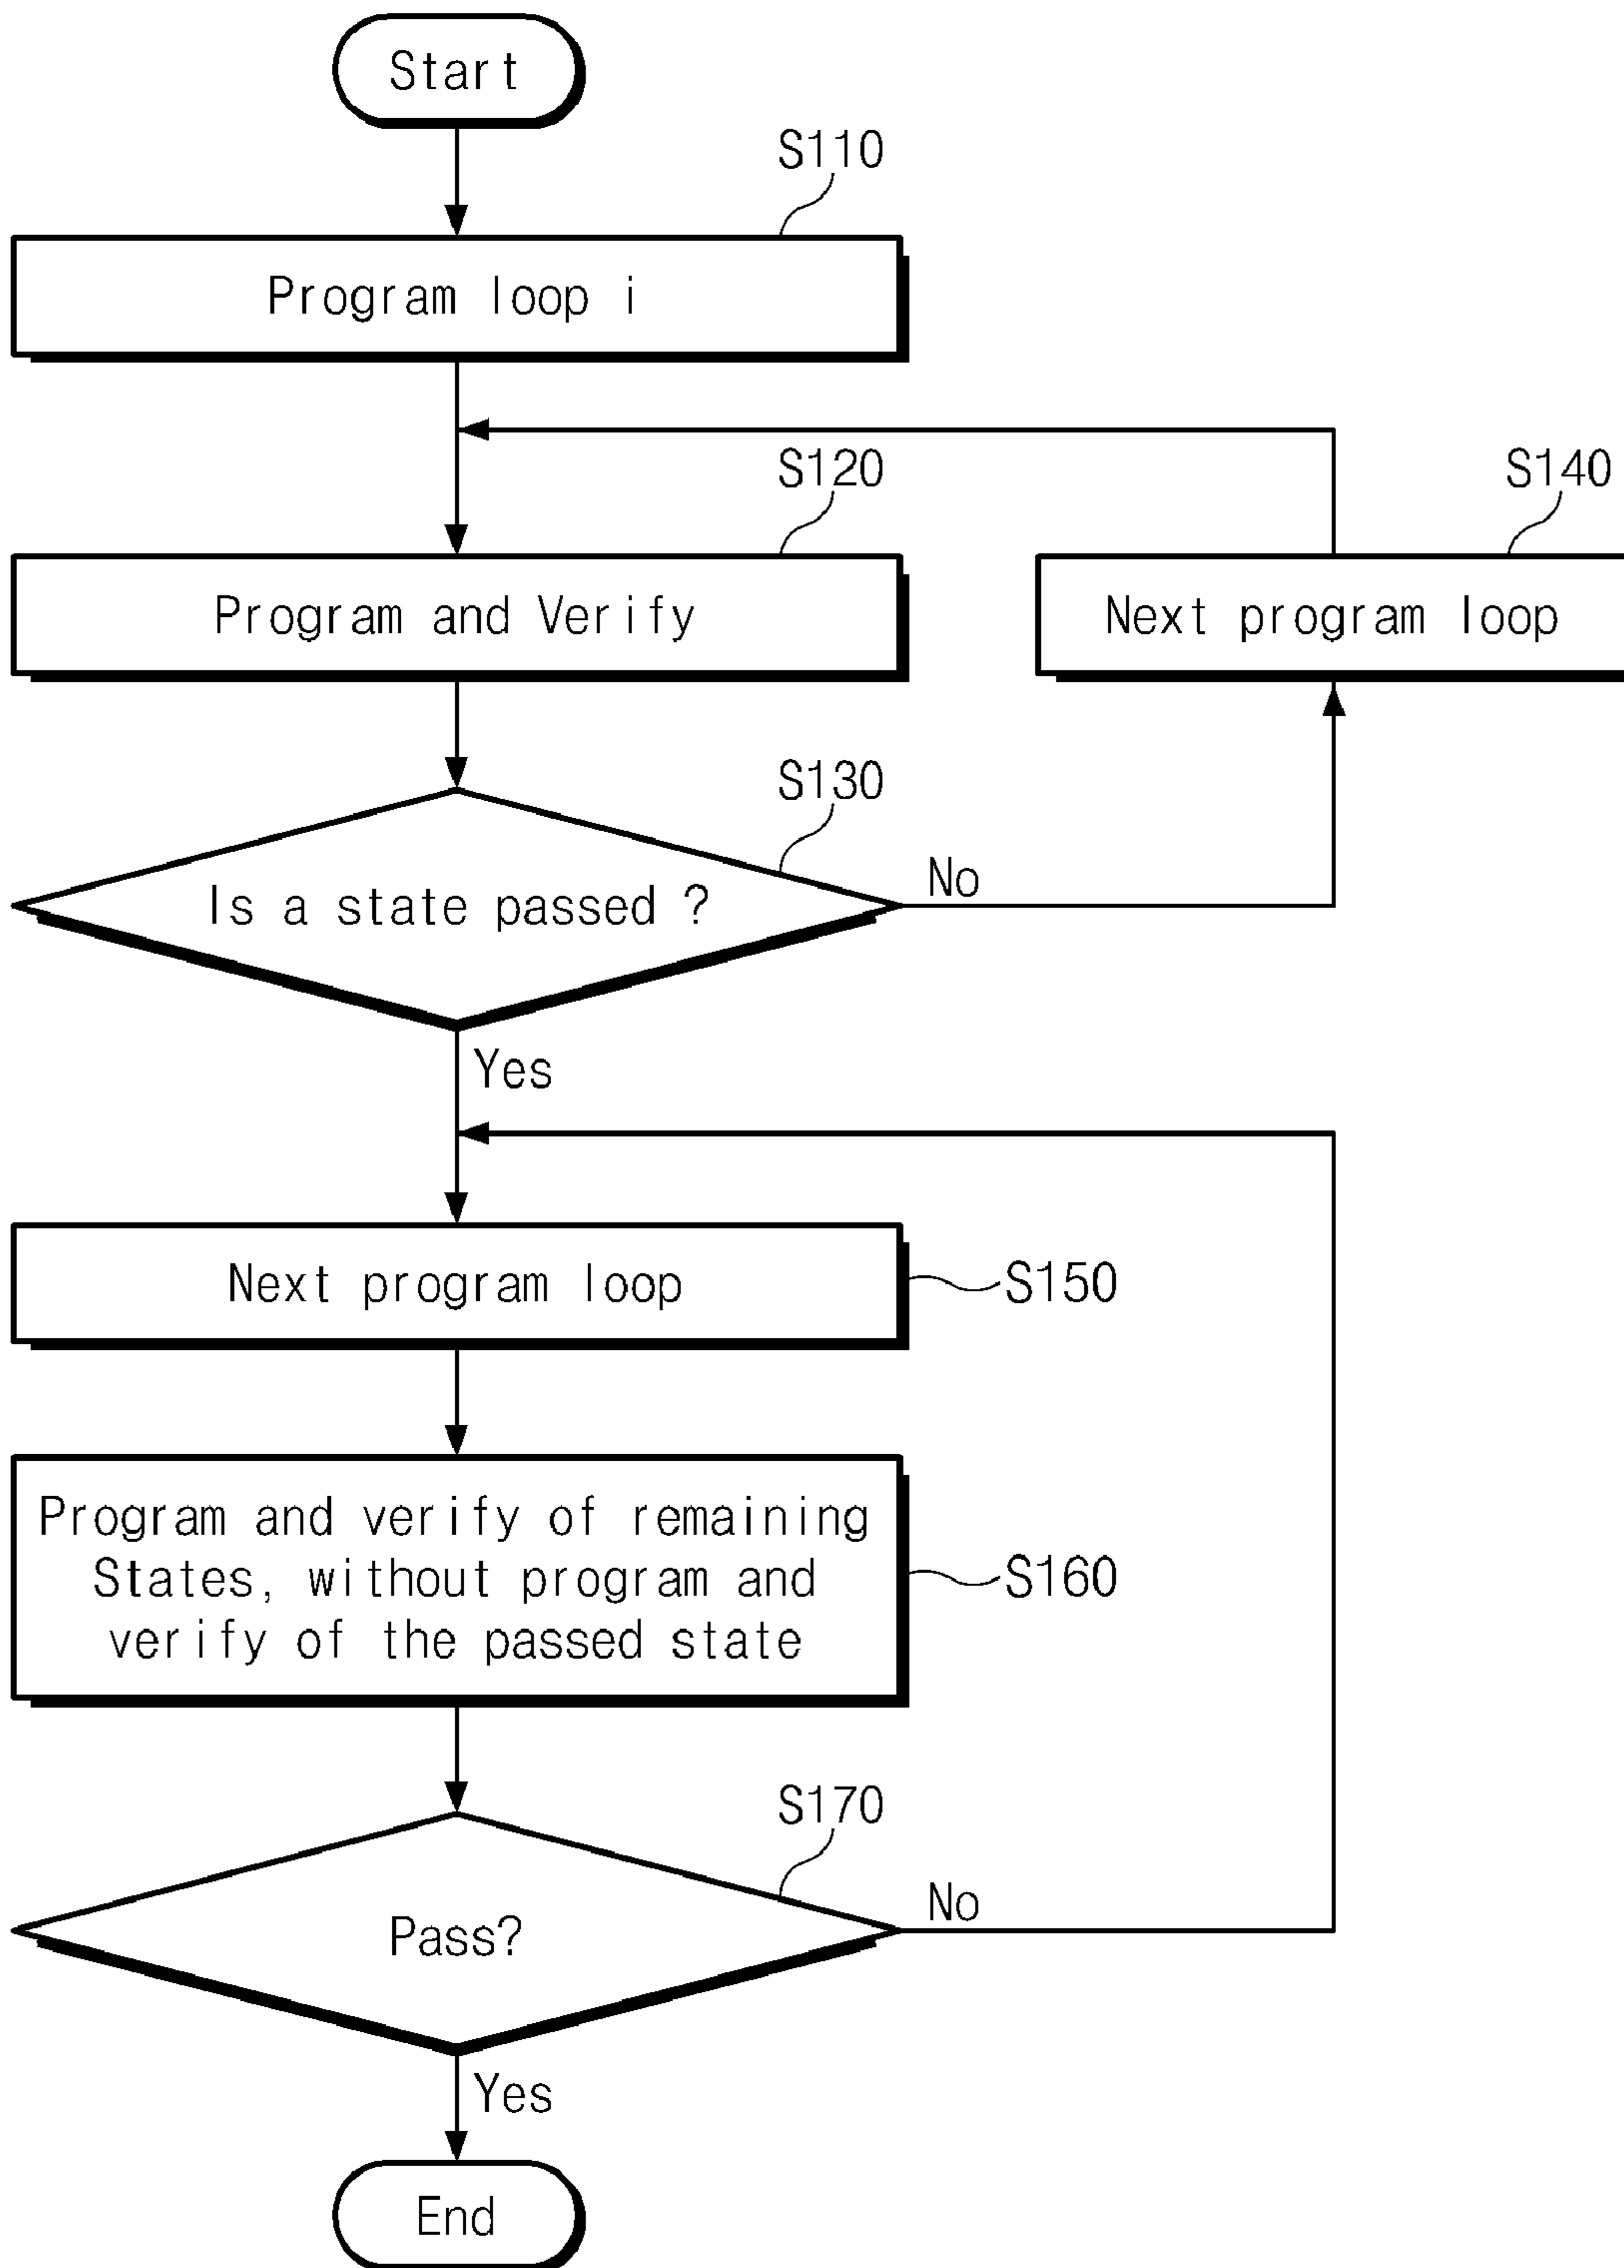 Start
S110
Program loop i
S120
S140
Program and Verify
Next program loop
S130
Is a state passed ?
No
Yes
Next program loop
S150
Program and verify of remaining
States, without program and
verify of the passed state
S160
S170
Pass?
No
Yes
End